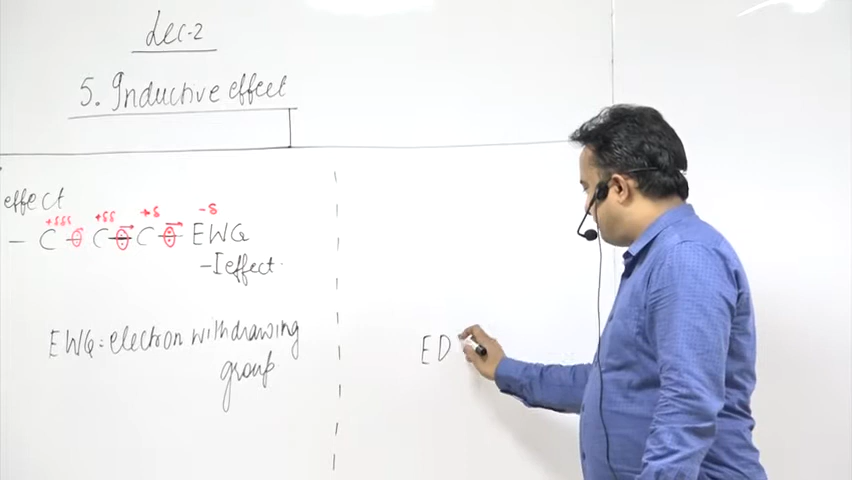 Lec-2
5. Inductive effect
effect
+δδδ +δδ +δ -δ
- C - C - C - EWG
-I effect.
EWG = electron withdrawing
group
ED